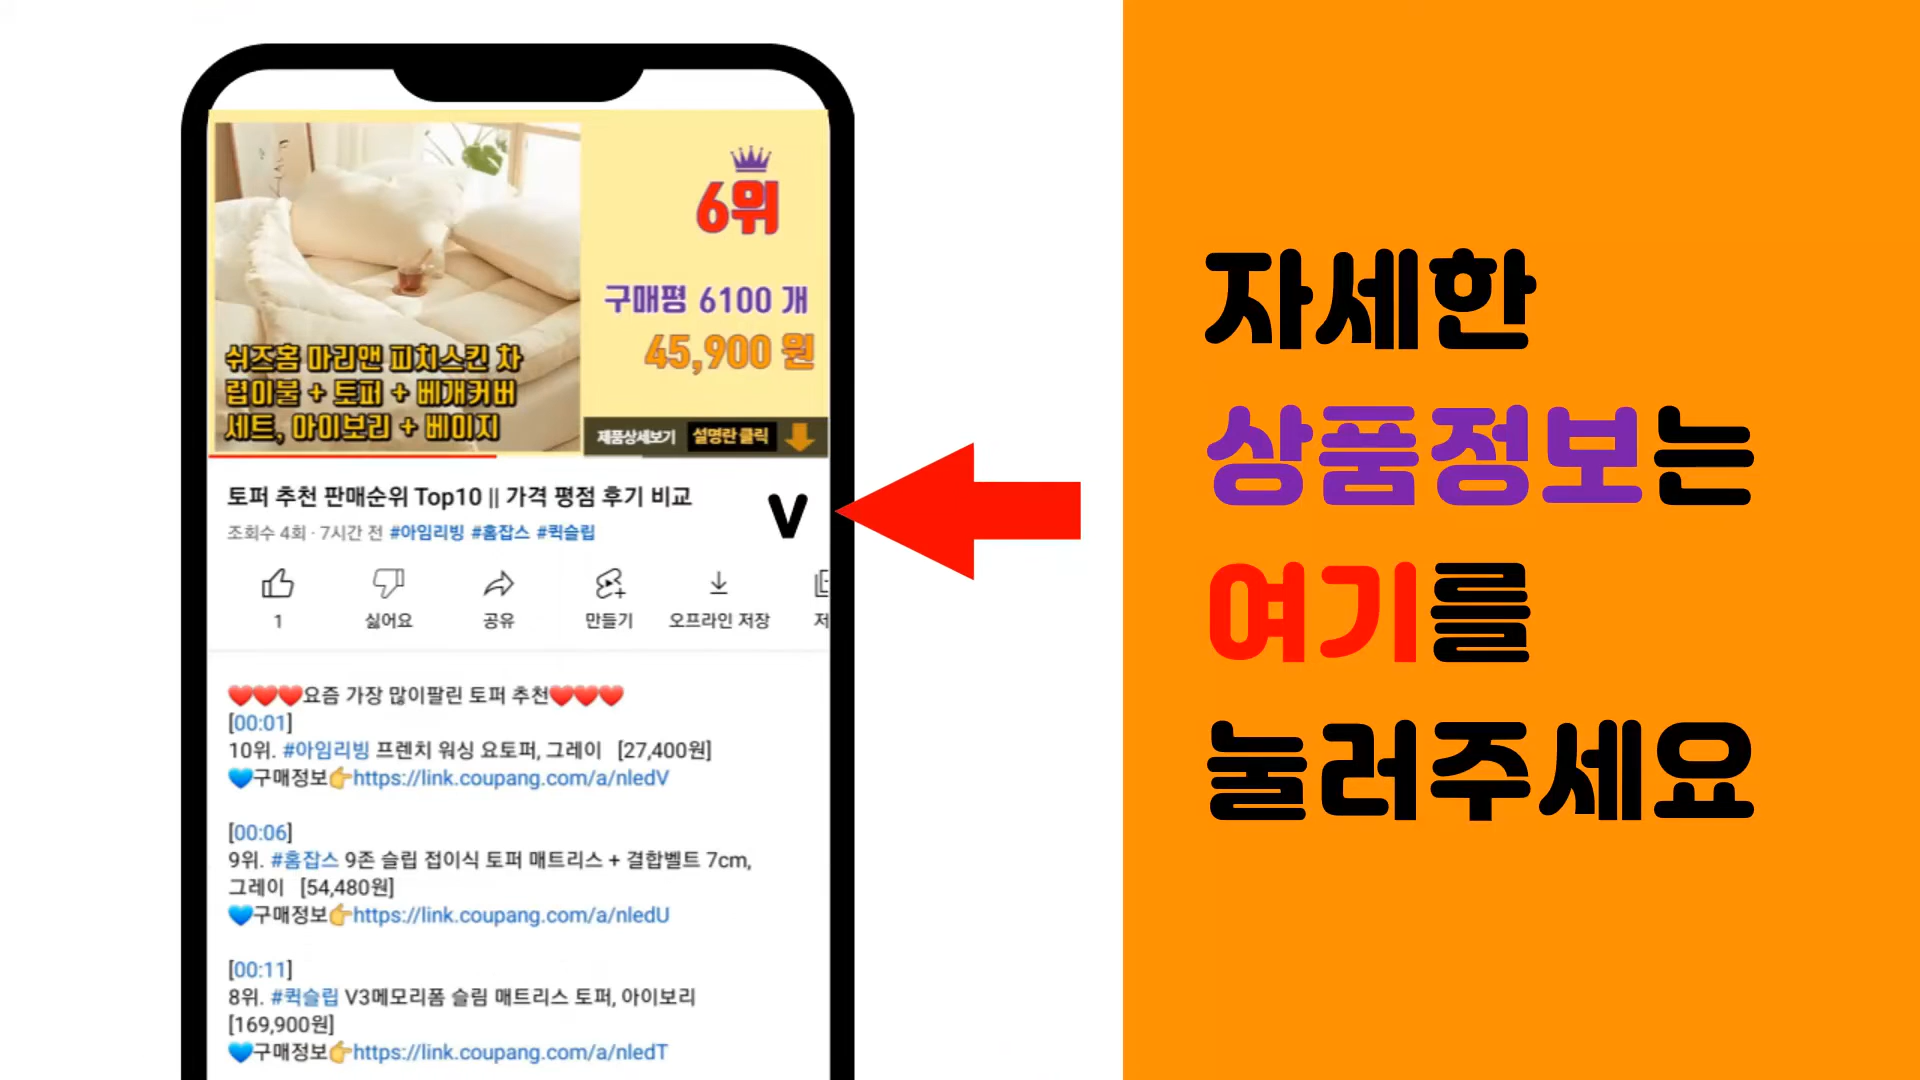 6위
구매평 6100 개
45,900 원
쉬즈홈 마리앤 피치스킨 차
렵이불 + 토퍼 + 베개커버
세트, 아이보리 + 베이지
제품상세보기 설명란 클릭
토퍼 추천 판매순위 Top10 || 가격 평점 후기 비교
V
조회수 4회 · 7시간 전 #아임리빙 #홈잡스 #퀵슬립
1 싫어요 공유 만들기 오프라인 저장 저
❤️❤️❤️요즘 가장 많이팔린 토퍼 추천❤️❤️❤️
[00:01]
10위. #아임리빙 프렌치 워싱 요토퍼, 그레이 [27,400원]
💙구매정보👉https://link.coupang.com/a/nledV
[00:06]
9위. #홈잡스 9존 슬립 접이식 토퍼 매트리스 + 결합벨트 7cm,
그레이 [54,480원]
💙구매정보👉https://link.coupang.com/a/nledU
[00:11]
8위. #퀵슬립 V3메모리폼 슬림 매트리스 토퍼, 아이보리
[169,900원]
💙구매정보👉https://link.coupang.com/a/nledT
자세한
상품정보는
여기를
눌러주세요